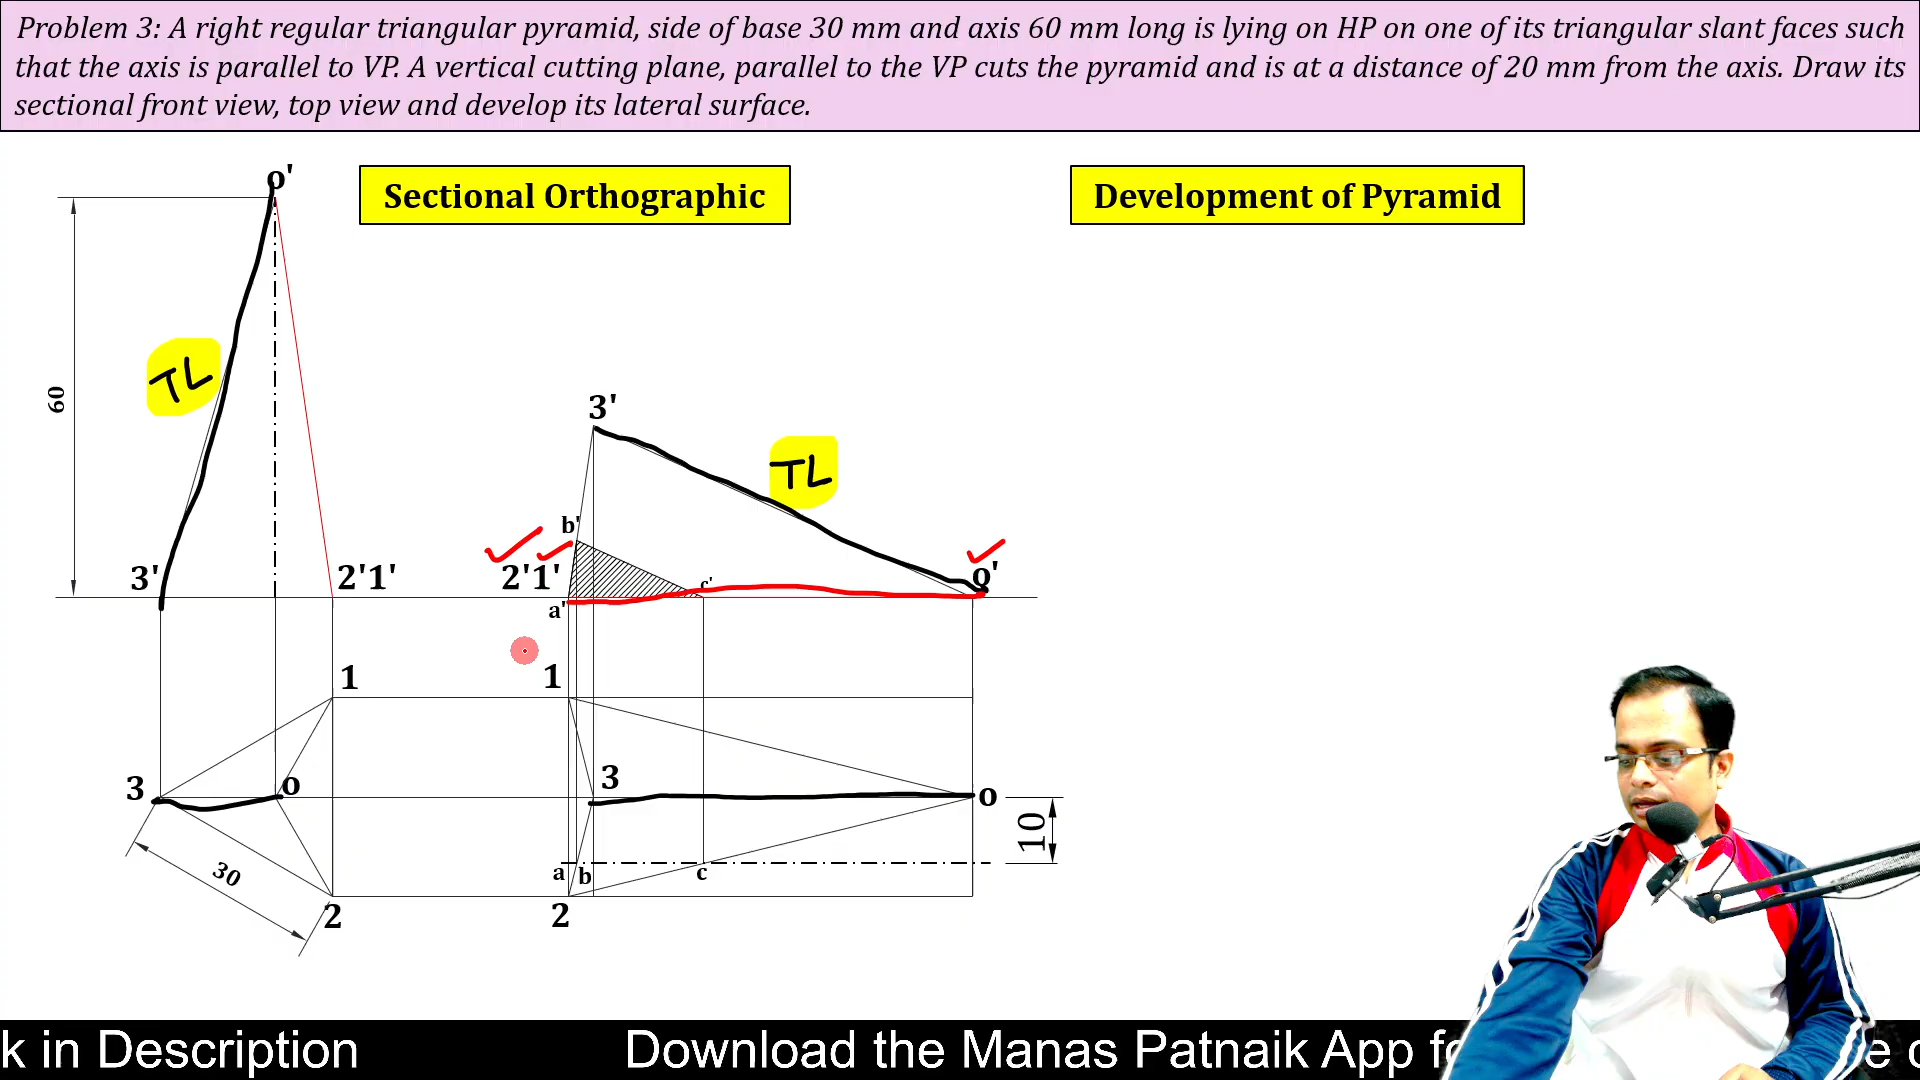 Problem 3: A right regular triangular pyramid, side of base 30 mm and axis 60 mm long is lying on HP on one of its triangular slant faces such
that the axis is parallel to VP. A vertical cutting plane, parallel to the VP cuts the pyramid and is at a distance of 20 mm from the axis. Draw its
sectional front view, top view and develop its lateral surface.
o'
Sectional Orthographic
Development of Pyramid
TL
60
3'
TL
b'
3'
2'1'
2'1'
c'
o'
a'
1
1
3
o
3
o
10
30
a b
c
2
2
k in Description
Download the Manas Patnaik App